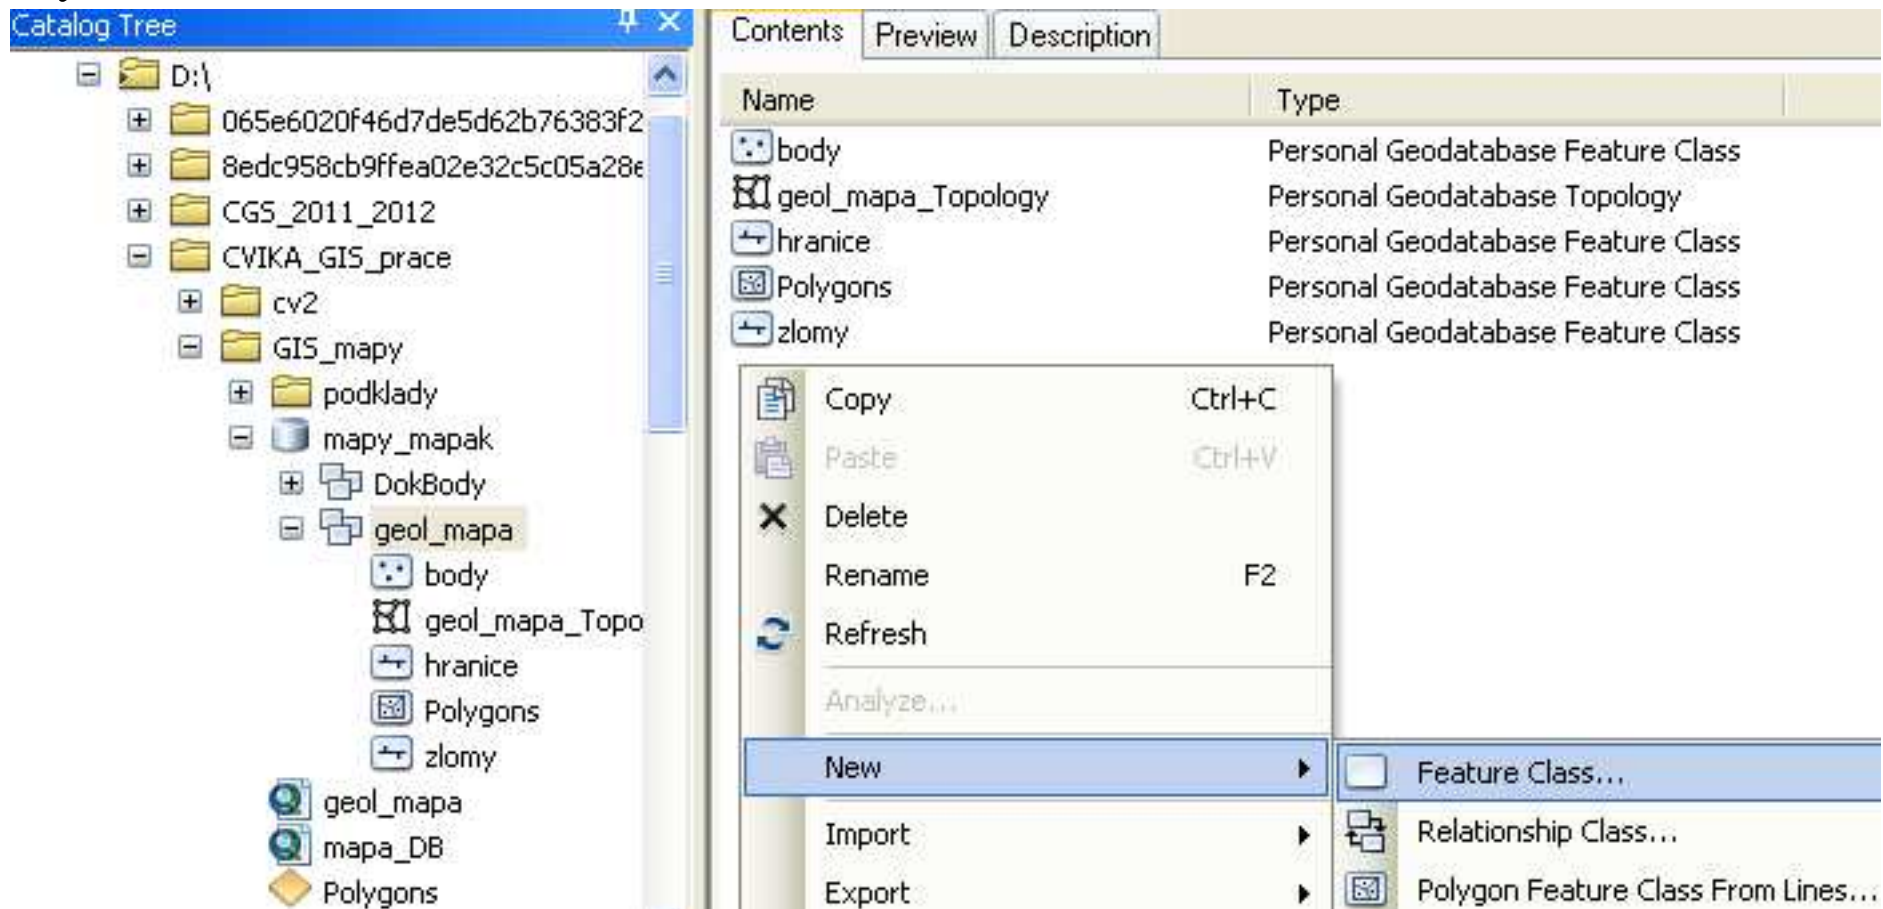 Catalog Tree
D:\
065e6020f46d7de5d62b76383f2
8edc958cb9ffea02e32c5c05a28e
CGS_2011_2012
CVIKA_GIS_prace
cv2
GIS_mapy
podklady
mapy_mapak
DokBody
geol_mapa
body
geol_mapa_Topo
hranice
Polygons
zlomy
geol_mapa
mapa_DB
Polygons
Contents Preview Description
Name Type
body Personal Geodatabase Feature Class
geol_mapa_Topology Personal Geodatabase Topology
hranice Personal Geodatabase Feature Class
Polygons Personal Geodatabase Feature Class
zlomy Personal Geodatabase Feature Class
Copy Ctrl+C
Paste Ctrl+V
Delete
Rename F2
Refresh
Analyze...
New
Import
Export
Feature Class...
Relationship Class...
Polygon Feature Class From Lines...